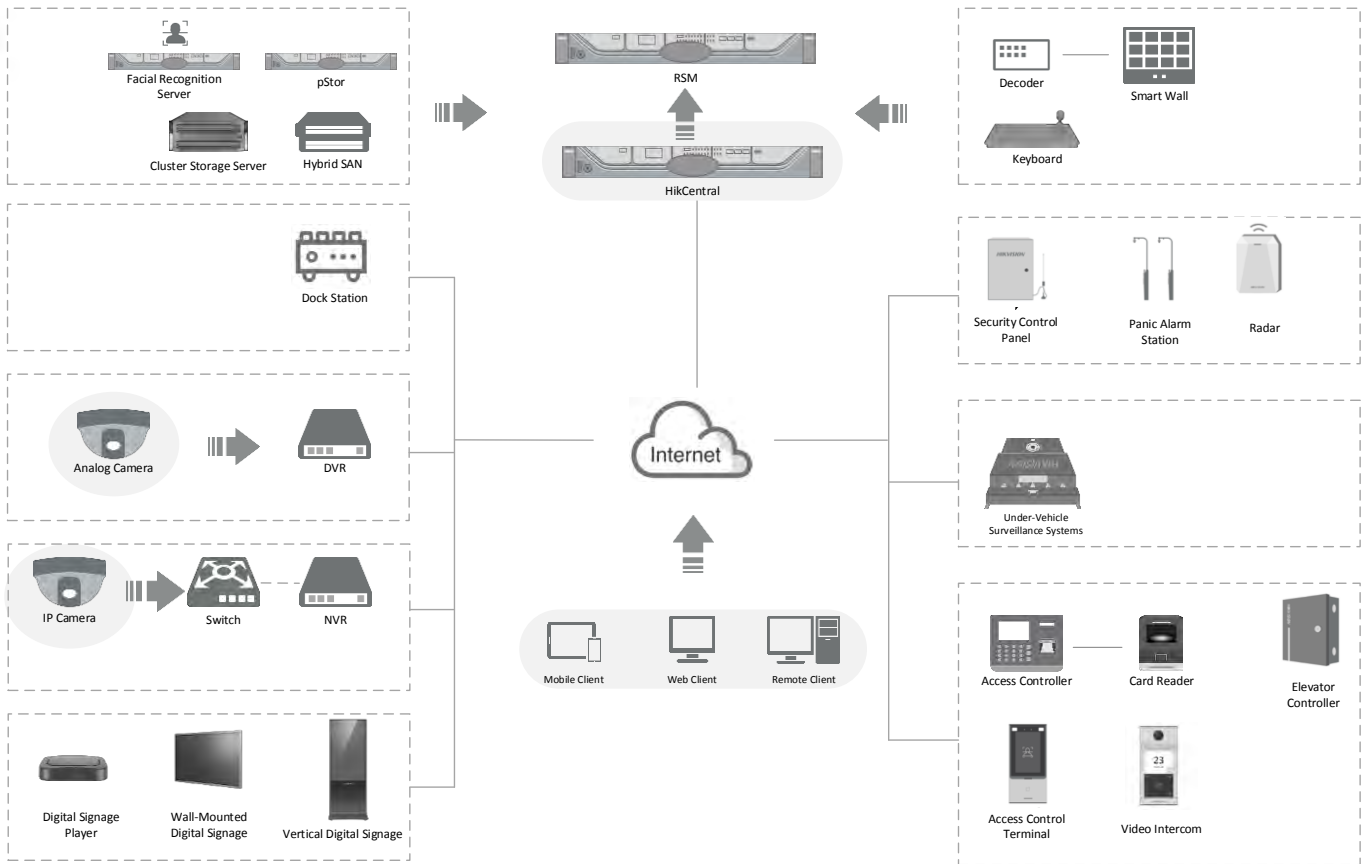 Facial Recognition
Server
pStor
Cluster Storage Server
Hybrid SAN
RSM
HikCentral
Decoder
Smart Wall
Keyboard
Dock Station
HIKVISION
Security Control
Panel
Panic Alarm
Station
Radar
Analog Camera
DVR
Internet
Under-Vehicle
Surveillance Systems
IP Camera
Switch
NVR
Mobile Client
Web Client
Remote Client
Access Controller
Card Reader
Elevator
Controller
Digital Signage
Player
Wall-Mounted
Digital Signage
Vertical Digital Signage
23
Access Control
Terminal
Video Intercom